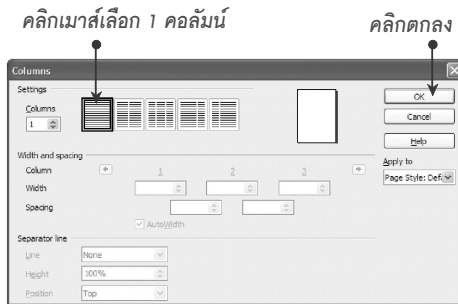 คลิกเมาส์เลือก 1 คอลัมน์ คลิกตกลง
Columns
Settings
Columns
1
OK
Cancel
Help
Width and spacing
Column 1 2 3
Apply to
Width
Page Style: Def
Spacing
AutoWidth
Separator line
Line None
Height 100%
Position Top